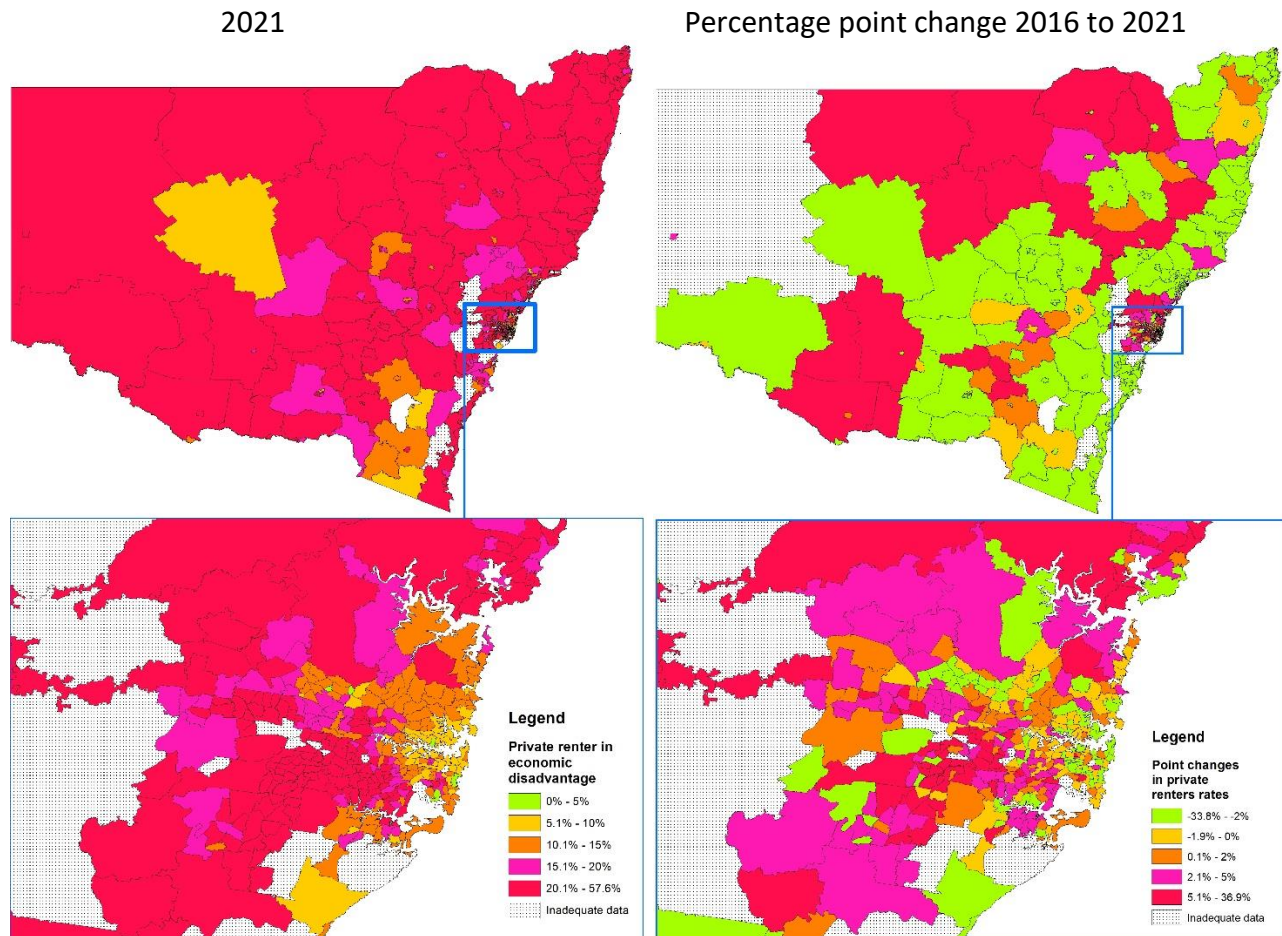 2021
Percentage point change 2016 to 2021
Legend
Private renter in
economic
disadvantage
0% - 5%
5.1% - 10%
10.1% - 15%
15.1% - 20%
20.1% - 57.6%
Inadequate data
Legend
Point changes
in private
renters rates
-33.8% - -2%
-1.9% - 0%
0.1% - 2%
2.1% - 5%
5.1% - 36.9%
Inadequate data